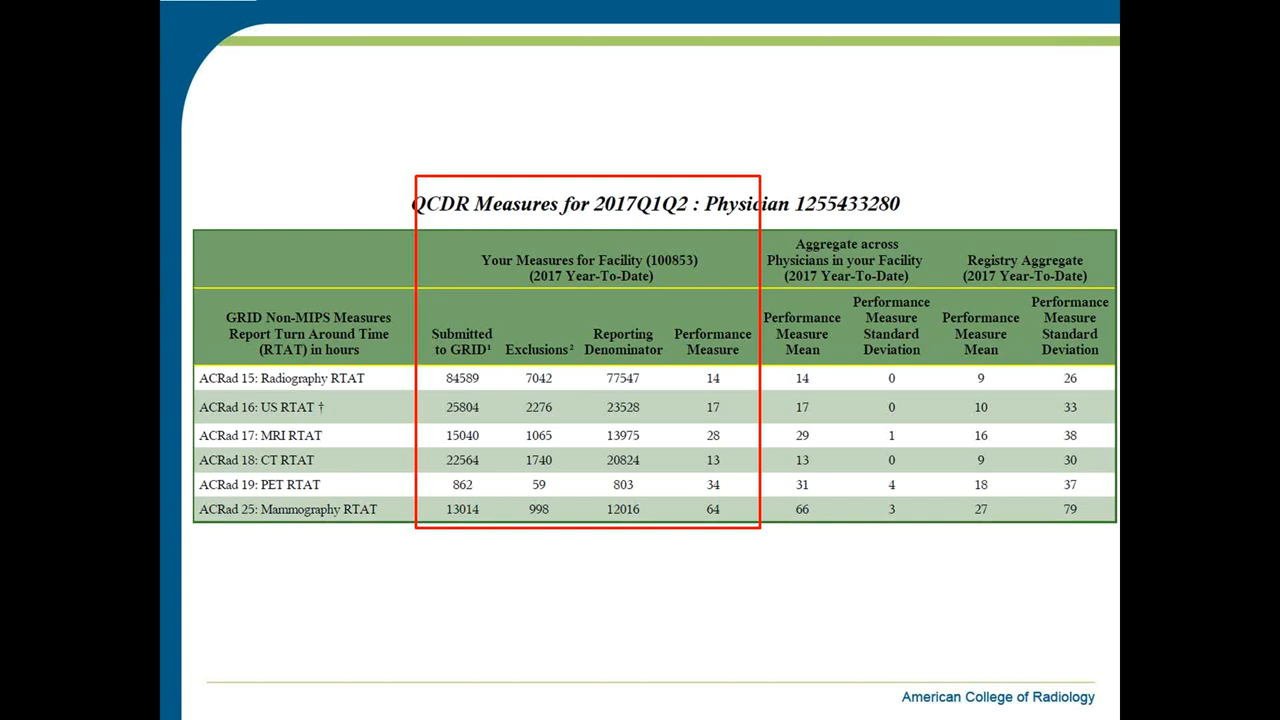 QCDR Measures for 2017Q1Q2 : Physician 1255433280
Your Measures for Facility (100853)
(2017 Year-To-Date)
Aggregate across
Physicians in your Facility
(2017 Year-To-Date)
Registry Aggregate
(2017 Year-To-Date)
GRID Non-MIPS Measures
Report Turn Around Time
(RTAT) in hours
Submitted
to GRID¹
Exclusions²
Reporting
Denominator
Performance
Measure
Performance
Measure
Mean
Performance
Measure
Standard
Deviation
Performance
Measure
Mean
Performance
Measure
Standard
Deviation
ACRad 15: Radiography RTAT 84589 7042 77547 14 14 0 9 26
ACRad 16: US RTAT † 25804 2276 23528 17 17 0 10 33
ACRad 17: MRI RTAT 15040 1065 13975 28 29 1 16 38
ACRad 18: CT RTAT 22564 1740 20824 13 13 0 9 30
ACRad 19: PET RTAT 862 59 803 34 31 4 18 37
ACRad 25: Mammography RTAT 13014 998 12016 64 66 3 27 79
American College of Radiology